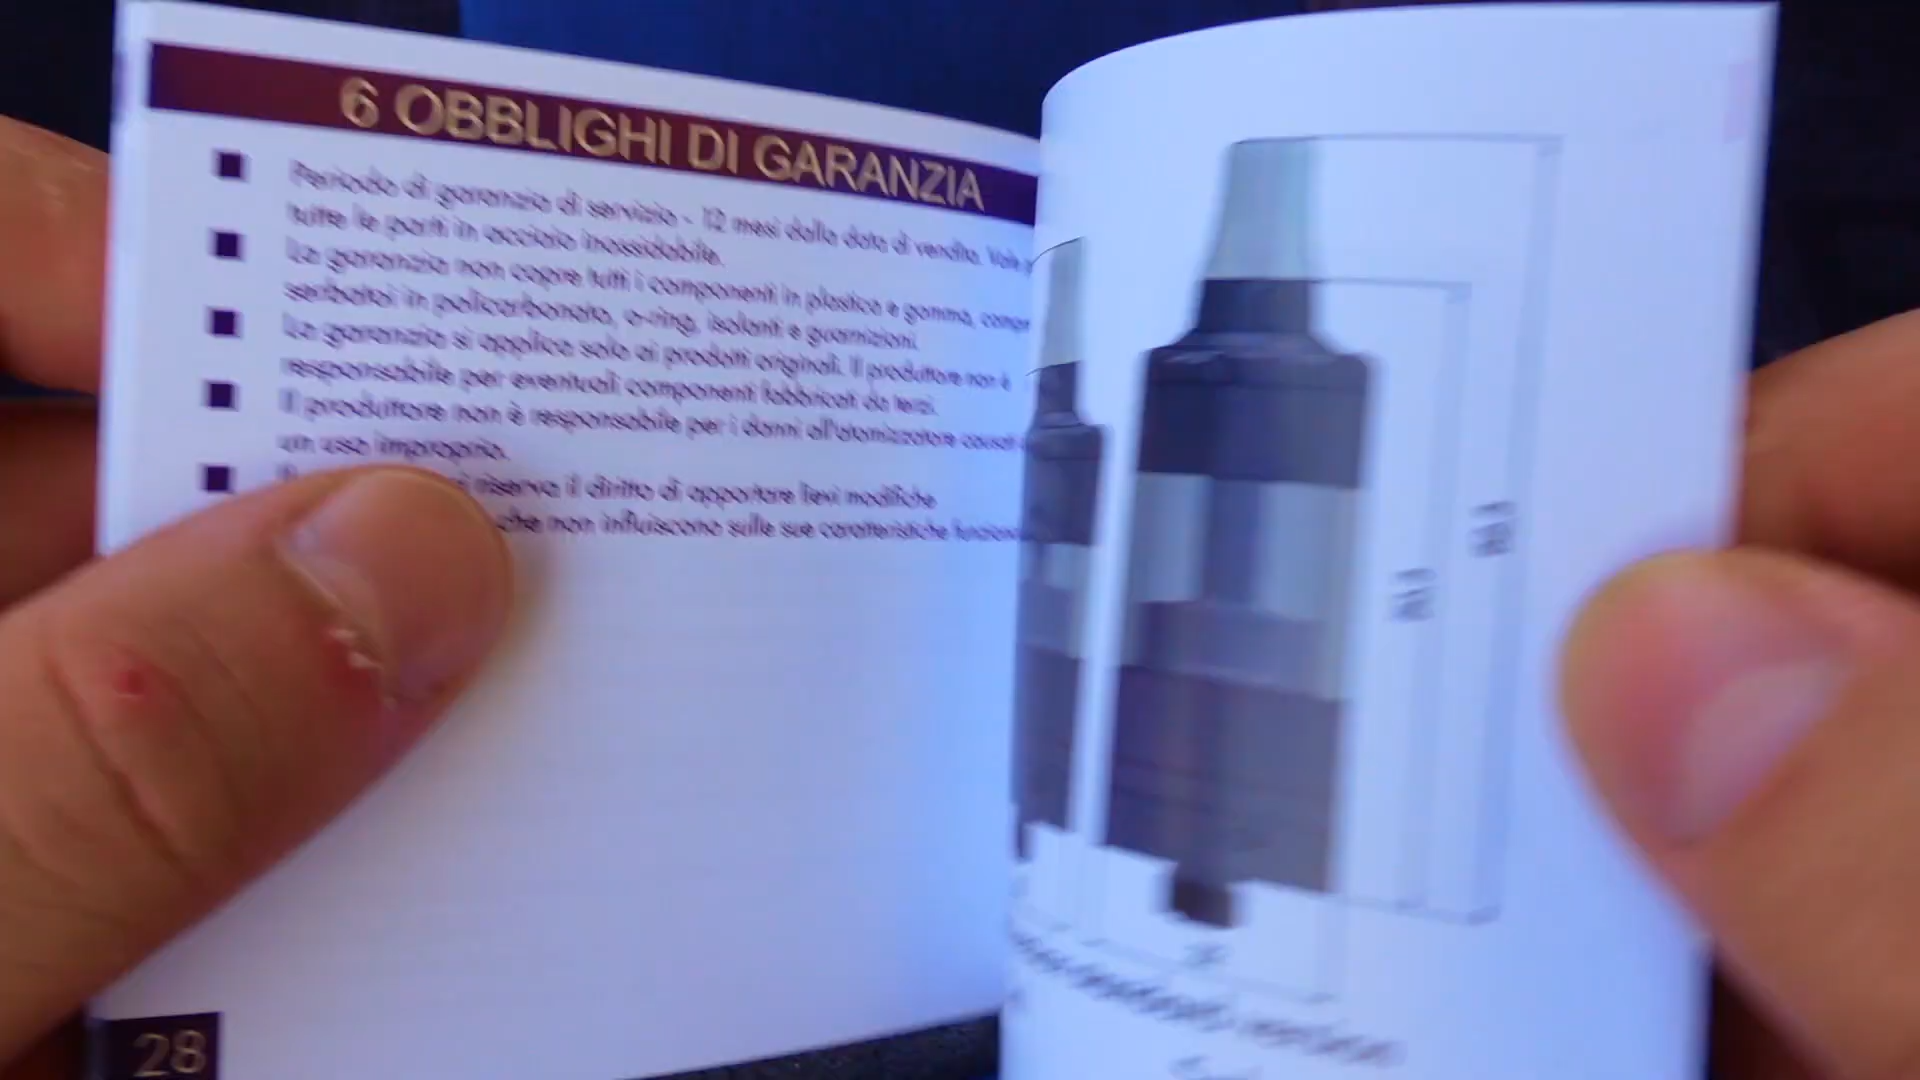 6 OBBLIGHI DI GARANZIA
■ Periodo di garanzia di servizio - 12 mesi dalla data di vendita. Vale
tutte le parti in acciaio inossidabile.
■ La garanzia non copre tutti i componenti in plastica e gomma, compr
serbatoi in policarbonato, o-ring, isolanti e guarnizioni.
■ La garanzia si applica solo ai prodotti originali. Il produttore non è
responsabile per eventuali componenti fabbricati da terzi.
■ Il produttore non è responsabile per i danni all'atomizzatore causati
un uso improprio.
■ si riserva il diritto di apportare lievi modifiche
che non influiscono sulle sue caratteristiche funziona
28